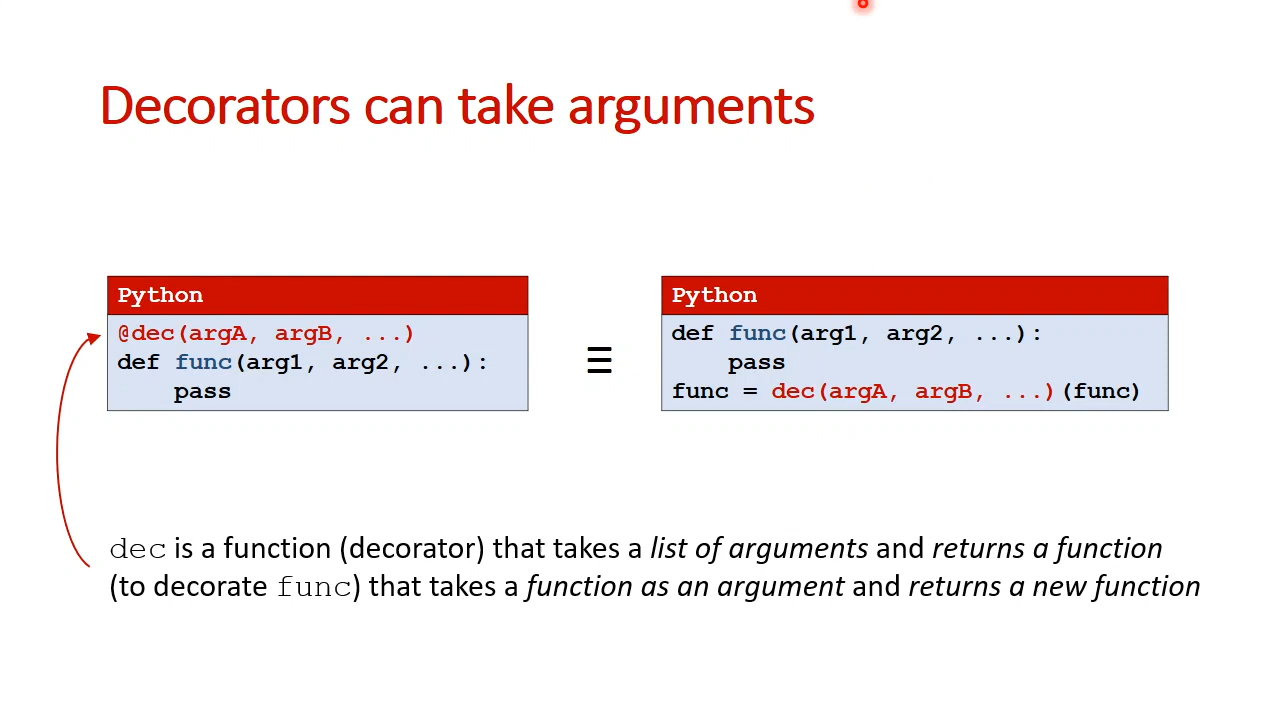 Decorators can take arguments
Python
@dec(argA, argB, ...)
def func(arg1, arg2, ...):
    pass
≡
Python
def func(arg1, arg2, ...):
    pass
func = dec(argA, argB, ...)(func)
dec is a function (decorator) that takes a list of arguments and returns a function
(to decorate func) that takes a function as an argument and returns a new function